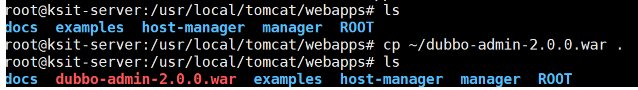 root@ksit-server:/usr/local/tomcat/webapps# ls
docs examples host-manager manager ROOT
root@ksit-server:/usr/local/tomcat/webapps# cp ~/dubbo-admin-2.0.0.war .
root@ksit-server:/usr/local/tomcat/webapps# ls
docs dubbo-admin-2.0.0.war examples host-manager manager ROOT